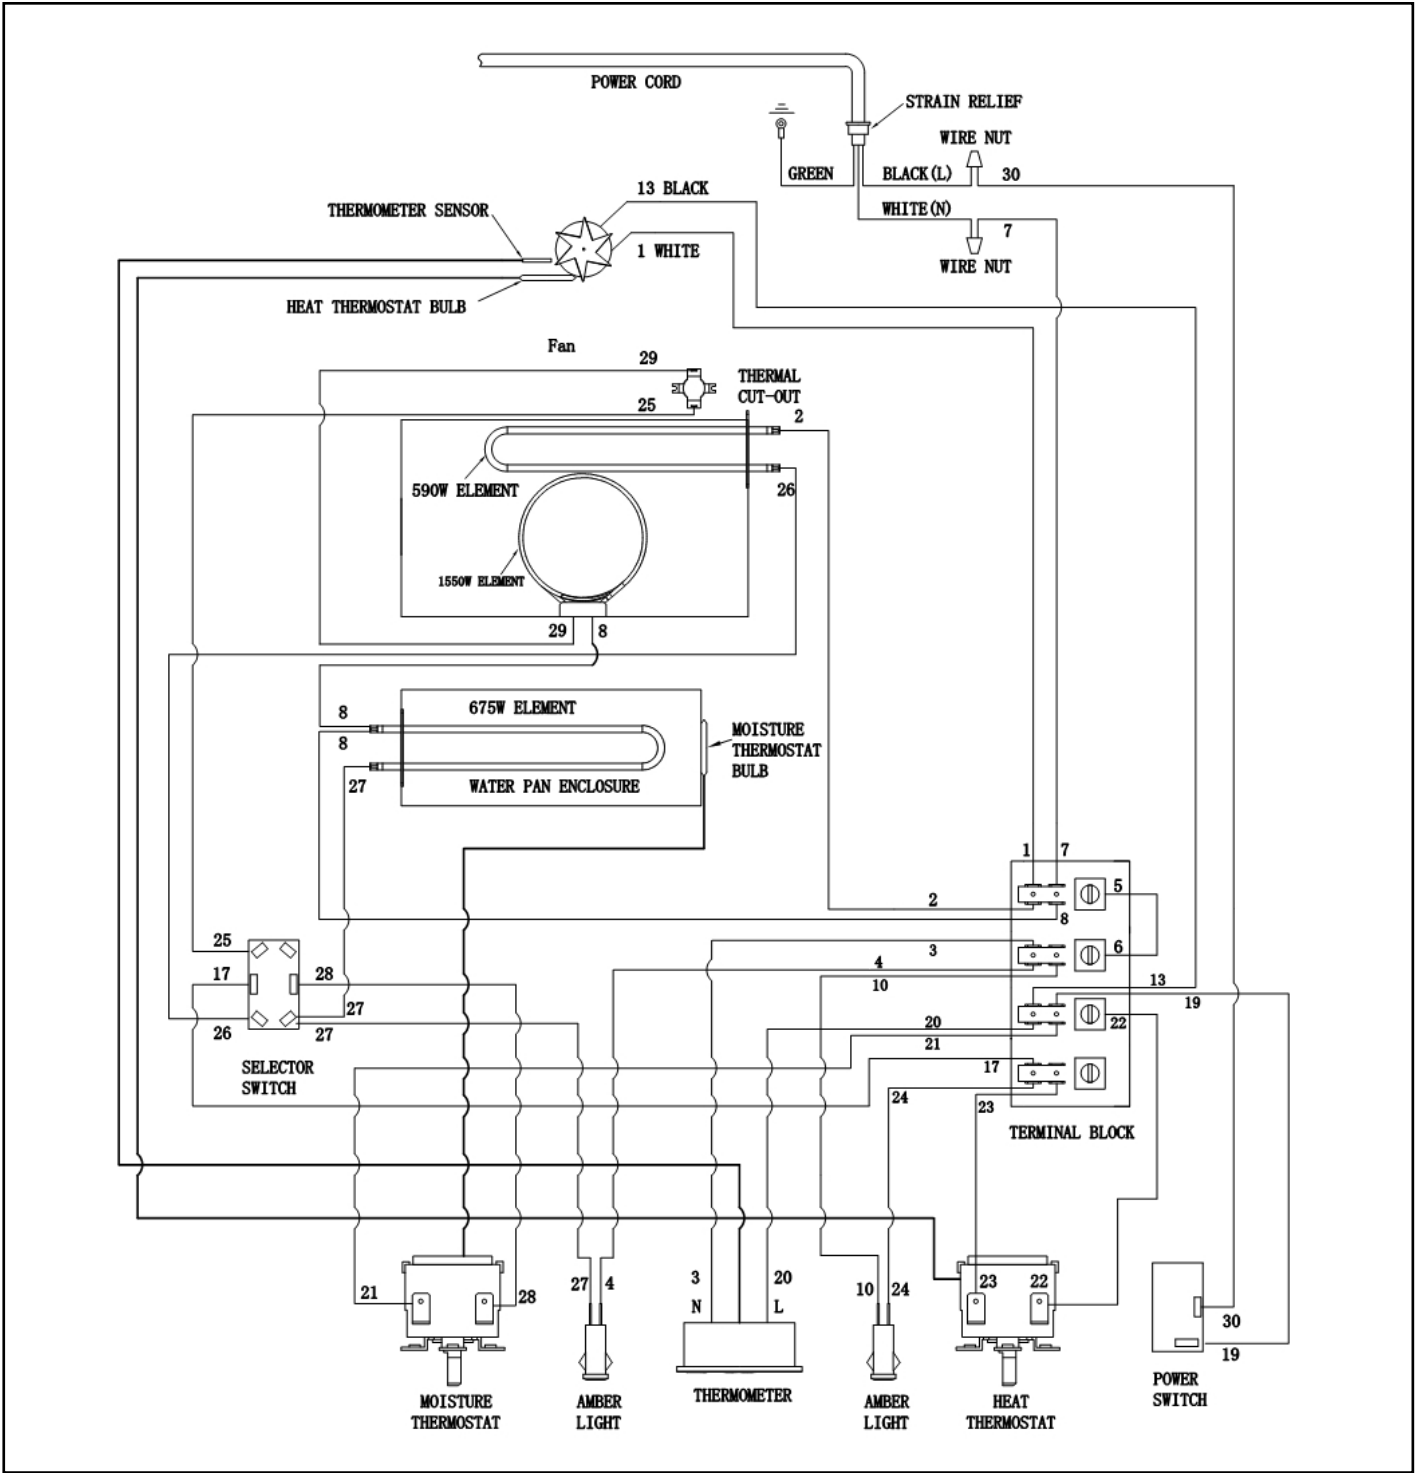 POWER CORD
STRAIN RELIEF
WIRE NUT
GREEN
BLACK(L)
30
13 BLACK
THERMOMETER SENSOR
WHITE(N)
7
1 WHITE
WIRE NUT
HEAT THERMOSTAT BULB
Fan
29
THERMAL
CUT-OUT
25
2
590W ELEMENT
26
1550W ELEMENT
29
8
8
675W ELEMENT
8
MOISTURE
THERMOSTAT
BULB
27
WATER PAN ENCLOSURE
1
7
5
2
8
25
3
6
4
17
28
10
13
19
27
26
27
20
22
21
SELECTOR
SWITCH
17
24
23
TERMINAL BLOCK
21
28
27
4
3
N
20
L
10
24
23
22
30
19
MOISTURE
THERMOSTAT
AMBER
LIGHT
THERMOMETER
AMBER
LIGHT
HEAT
THERMOSTAT
POWER
SWITCH